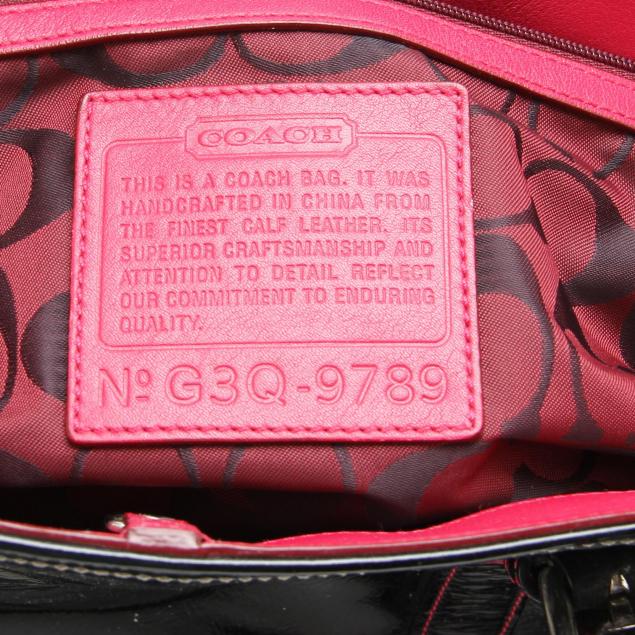 COACH
THIS IS A COACH BAG. IT WAS
HANDCRAFTED IN CHINA FROM
THE FINEST CALF LEATHER. ITS
SUPERIOR CRAFTSMANSHIP AND
ATTENTION TO DETAIL REFLECT
OUR COMMITMENT TO ENDURING
QUALITY.
Nº G3Q-9789